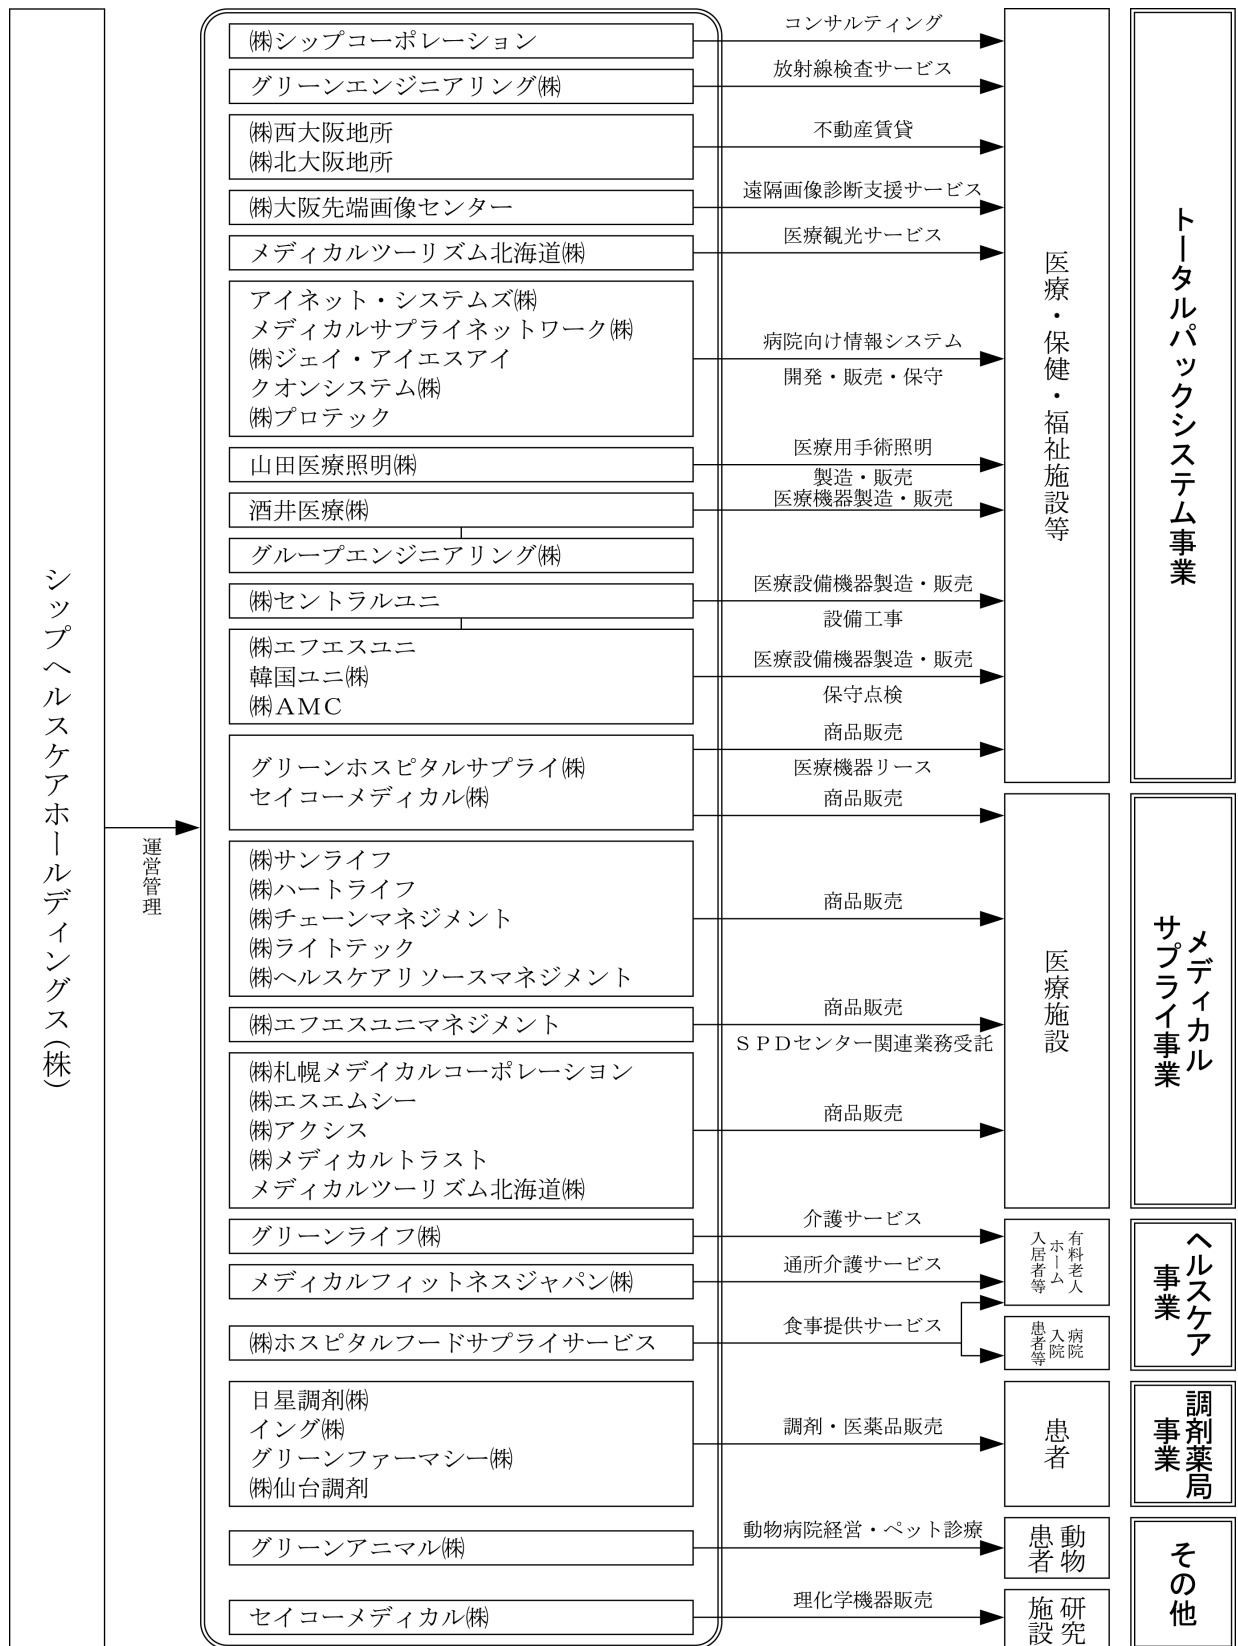 シップヘルスケアホールディングス(株)
運営管理
㈱シップコーポレーション
コンサルティング
グリーンエンジニアリング㈱
放射線検査サービス
㈱西大阪地所
㈱北大阪地所
不動産賃貸
㈱大阪先端画像センター
遠隔画像診断支援サービス
メディカルツーリズム北海道㈱
医療観光サービス
アイネット・システムズ㈱
メディカルサプライネットワーク㈱
㈱ジェイ・アイエスアイ
クオンシステム㈱
㈱プロテック
病院向け情報システム
開発・販売・保守
山田医療照明㈱
医療用手術照明
製造・販売
酒井医療㈱
医療機器製造・販売
グループエンジニアリング㈱
㈱セントラルユニ
医療設備機器製造・販売
設備工事
㈱エフエスユニ
韓国ユニ㈱
㈱AMC
医療設備機器製造・販売
保守点検
グリーンホスピタルサプライ㈱
セイコーメディカル㈱
商品販売
医療機器リース
商品販売
医療・保健・福祉施設等
トータルパックシステム事業
㈱サンライフ
㈱ハートライフ
㈱チェーンマネジメント
㈱ライトテック
㈱ヘルスケアリソースマネジメント
商品販売
㈱エフエスユニマネジメント
商品販売
SPDセンター関連業務受託
㈱札幌メデイカルコーポレーション
㈱エスエムシー
㈱アクシス
㈱メディカルトラスト
メディカルツーリズム北海道㈱
商品販売
医療施設
メディカル
サプライ事業
グリーンライフ㈱
介護サービス
メディカルフィットネスジャパン㈱
通所介護サービス
㈱ホスピタルフードサプライサービス
食事提供サービス
有料老人
ホーム
入居者等
病院
入院
患者等
ヘルスケア
事業
日星調剤㈱
イング㈱
グリーンファーマシー㈱
㈱仙台調剤
調剤・医薬品販売
患者
調剤薬局
事業
グリーンアニマル㈱
動物病院経営・ペット診療
動物
患者
セイコーメディカル㈱
理化学機器販売
研究
施設
その他